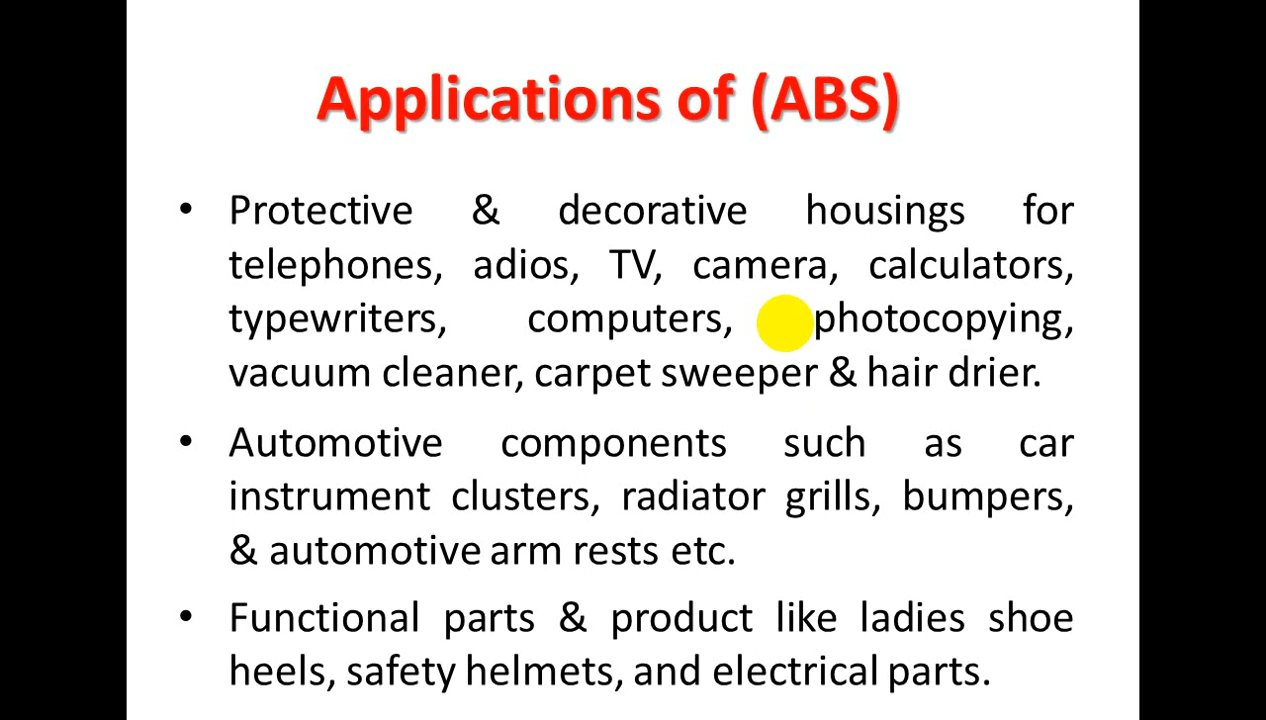 Applications of (ABS)
• Protective & decorative housings for
telephones, adios, TV, camera, calculators,
typewriters, computers, photocopying,
vacuum cleaner, carpet sweeper & hair drier.
• Automotive components such as car
instrument clusters, radiator grills, bumpers,
& automotive arm rests etc.
• Functional parts & product like ladies shoe
heels, safety helmets, and electrical parts.